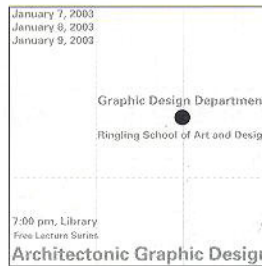 January 7, 2003
January 8, 2003
January 9, 2003
Graphic Design Departmen
Ringling School of Art and Desig
7:00 pm, Library
Free Lecture Series
Architectonic Graphic Desig